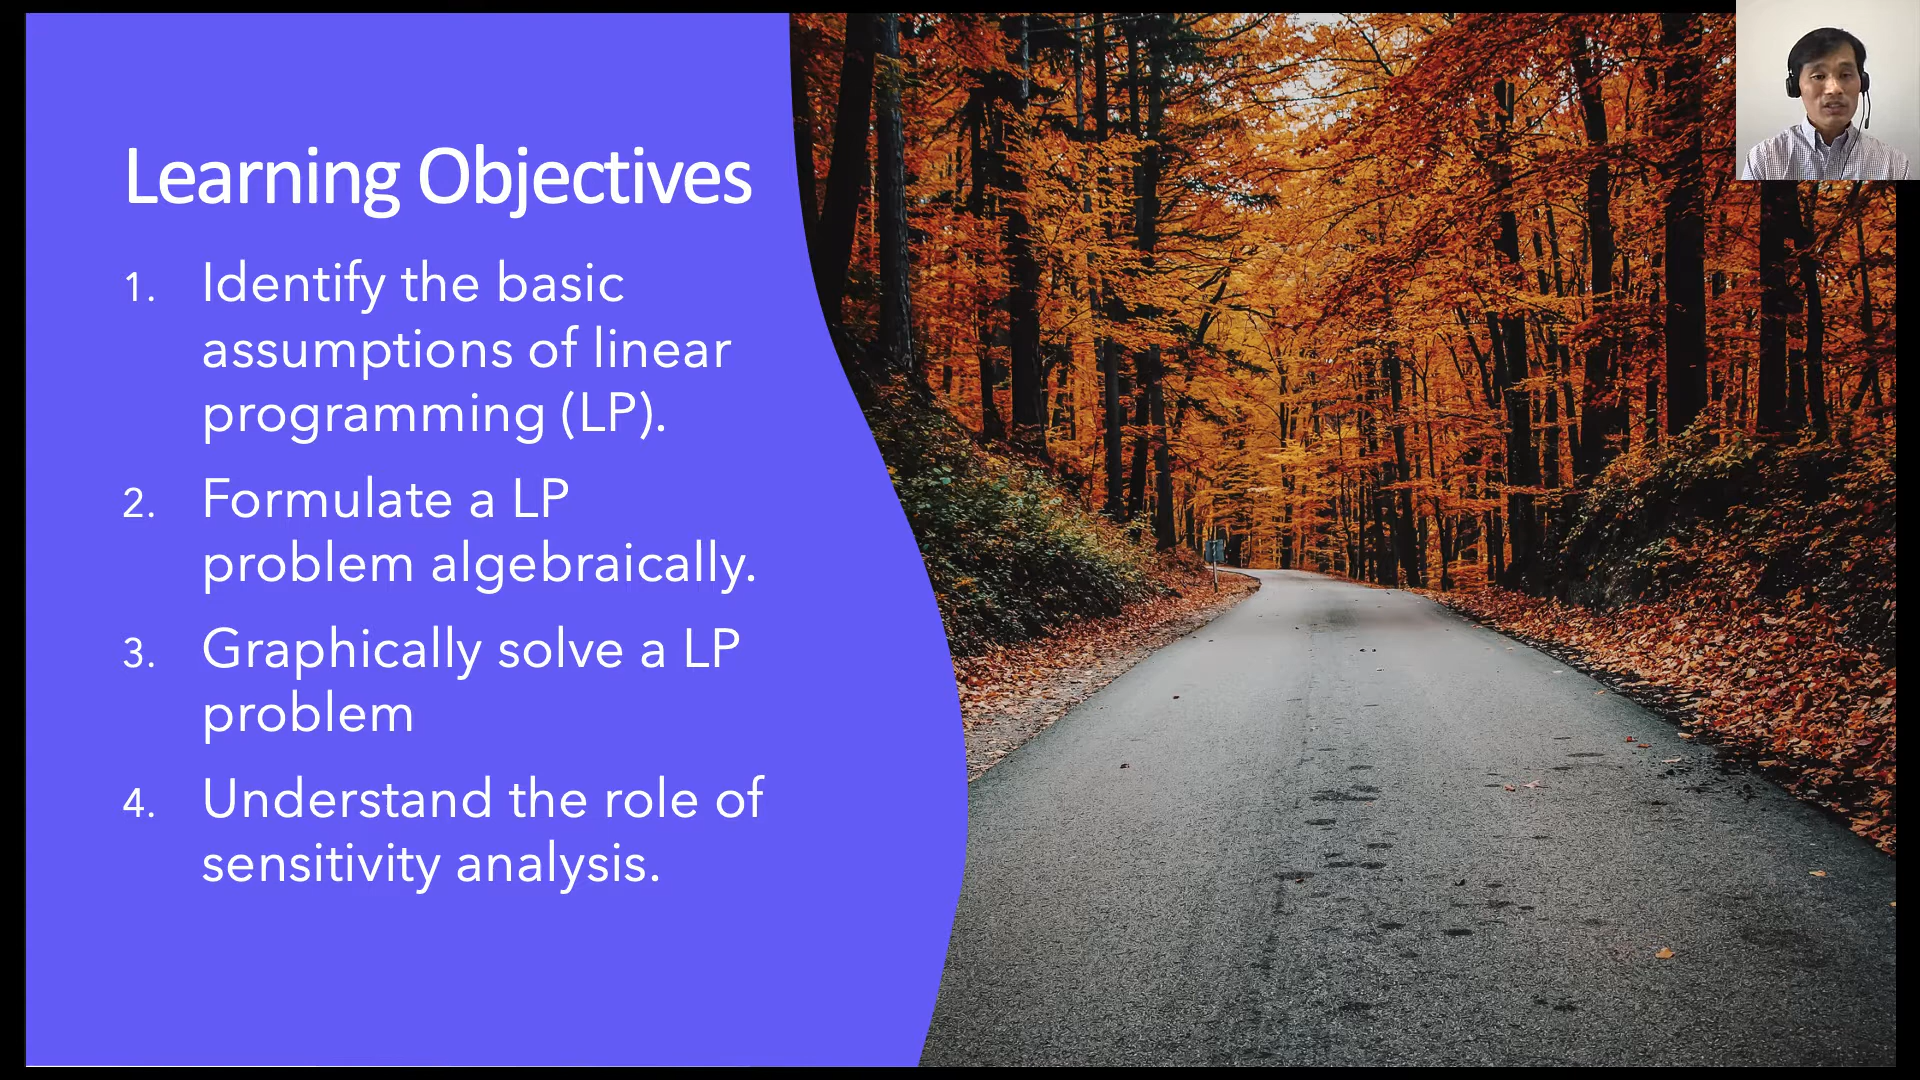 Learning Objectives
1. Identify the basic
assumptions of linear
programming (LP).
2. Formulate a LP
problem algebraically.
3. Graphically solve a LP
problem
4. Understand the role of
sensitivity analysis.